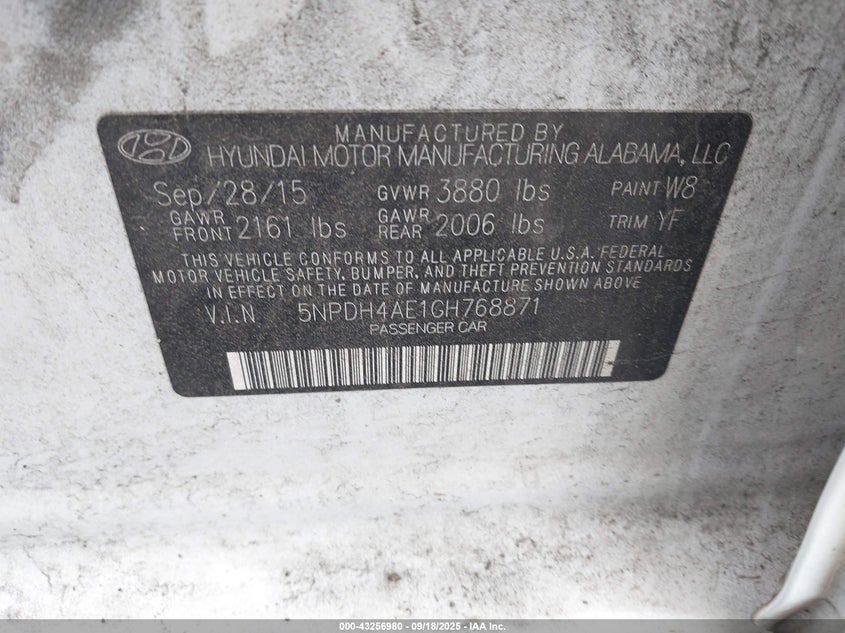 MANUFACTURED BY
HYUNDAI MOTOR MANUFACTURING ALABAMA, LLC
Sep/28/15 GVWR 3880 lbs PAINT W8
GAWR FRONT 2161 lbs GAWR REAR 2006 lbs TRIM YF
THIS VEHICLE CONFORMS TO ALL APPLICABLE U.S.A. FEDERAL
MOTOR VEHICLE SAFETY, BUMPER, AND THEFT PREVENTION STANDARDS
IN EFFECT ON THE DATE OF MANUFACTURE SHOWN ABOVE
V.I.N 5NPDH4AE1GH768871
PASSENGER CAR
000-43256980 - 09/18/2025 - IAA Inc.